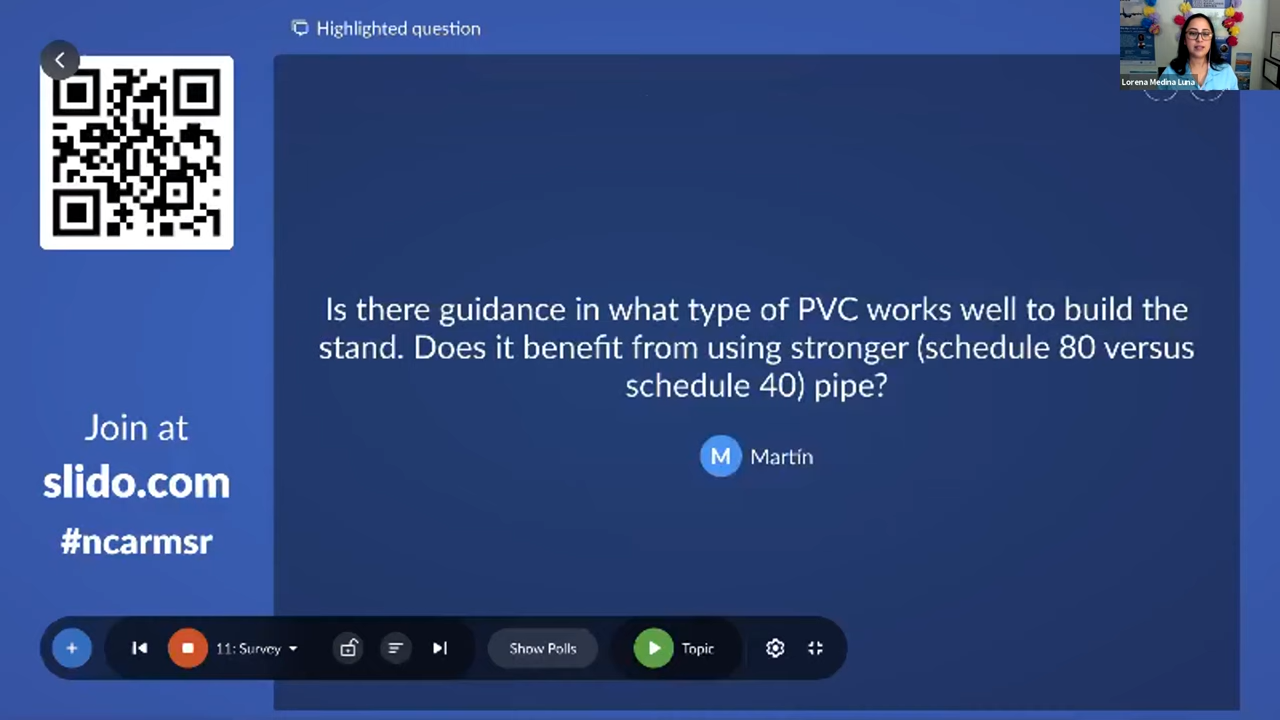 Highlighted question
Lorena Medina Luna
Is there guidance in what type of PVC works well to build the
stand. Does it benefit from using stronger (schedule 80 versus
schedule 40) pipe?
M Martín
Join at
slido.com
#ncarmsr
11: Survey
Show Polls
Topic